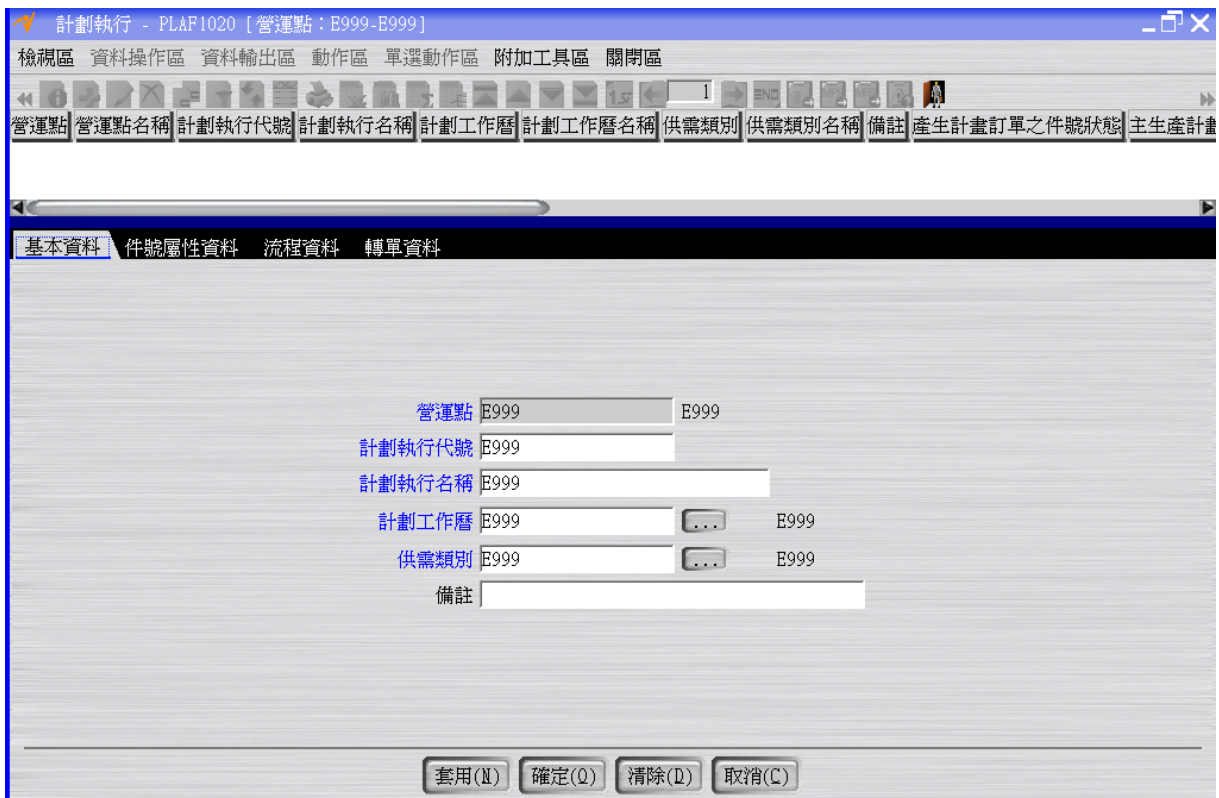 計劃執行 - PLAF1020 [營運點：E999-E999]
檢視區 資料操作區 資料輸出區 動作區 單選動作區 附加工具區 關閉區
1.ST 1 END
營運點 營運點名稱 計劃執行代號 計劃執行名稱 計劃工作曆 計劃工作曆名稱 供需類別 供需類別名稱 備註 產生計畫訂單之件號狀態 主生產計畫
基本資料 件號屬性資料 流程資料 轉單資料
營運點 E999 E999
計劃執行代號 E999
計劃執行名稱 E999
計劃工作曆 E999 ... E999
供需類別 E999 ... E999
備註
套用(N) 確定(O) 清除(D) 取消(C)